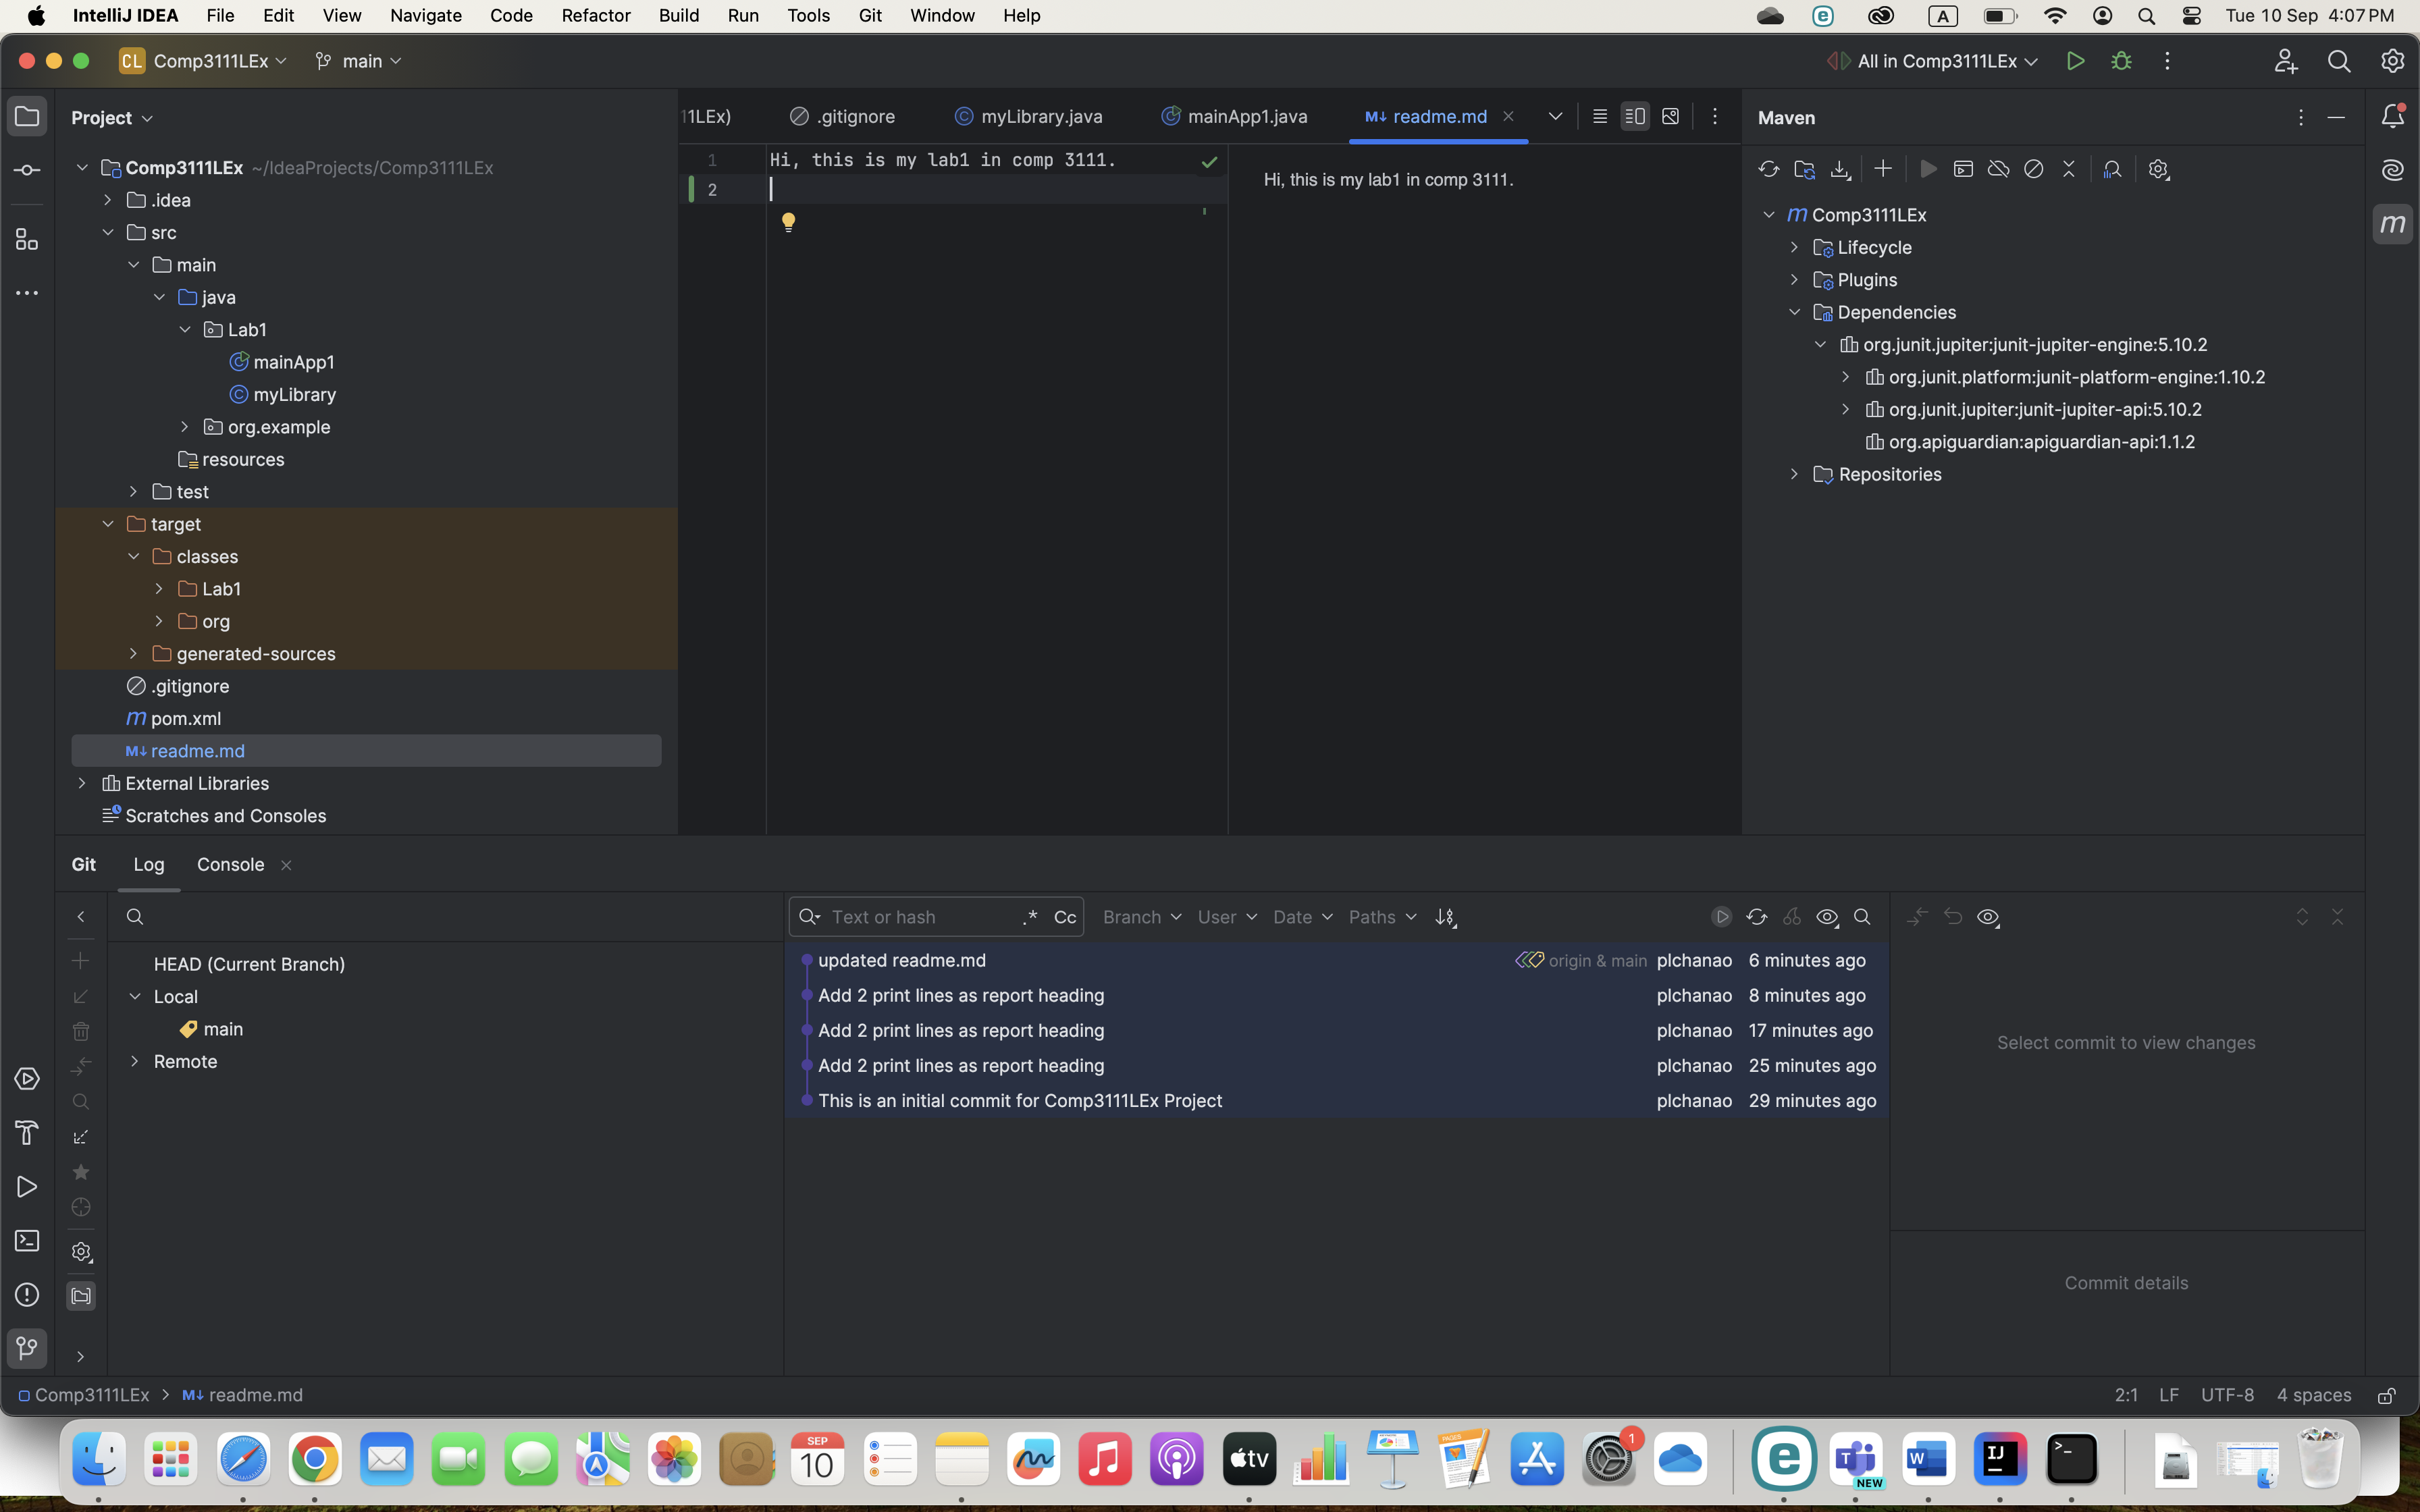 IntelliJ IDEA File Edit View Navigate Code Refactor Build Run Tools Git Window Help A Tue 10 Sep 4:07 PM
CL Comp3111LEx main All in Comp3111LEx
Project
Comp3111LEx ~/IdeaProjects/Comp3111LEx
.idea
src
main
java
Lab1
mainApp1
myLibrary
org.example
resources
test
target
classes
Lab1
org
generated-sources
.gitignore
pom.xml
readme.md
External Libraries
Scratches and Consoles
11LEx) .gitignore myLibrary.java mainApp1.java readme.md
1 Hi, this is my lab1 in comp 3111.
2
Hi, this is my lab1 in comp 3111.
Maven
Comp3111LEx
Lifecycle
Plugins
Dependencies
org.junit.jupiter:junit-jupiter-engine:5.10.2
org.junit.platform:junit-platform-engine:1.10.2
org.junit.jupiter:junit-jupiter-api:5.10.2
org.apiguardian:apiguardian-api:1.1.2
Repositories
Git Log Console
HEAD (Current Branch)
Local
main
Remote
Text or hash .* Cc Branch User Date Paths
updated readme.md origin & main plchanao 6 minutes ago
Add 2 print lines as report heading plchanao 8 minutes ago
Add 2 print lines as report heading plchanao 17 minutes ago
Add 2 print lines as report heading plchanao 25 minutes ago
This is an initial commit for Comp3111LEx Project plchanao 29 minutes ago
Select commit to view changes
Commit details
Comp3111LEx > readme.md 2:1 LF UTF-8 4 spaces
SEP
10
tv
PAGES
1
NEW
W
IJ